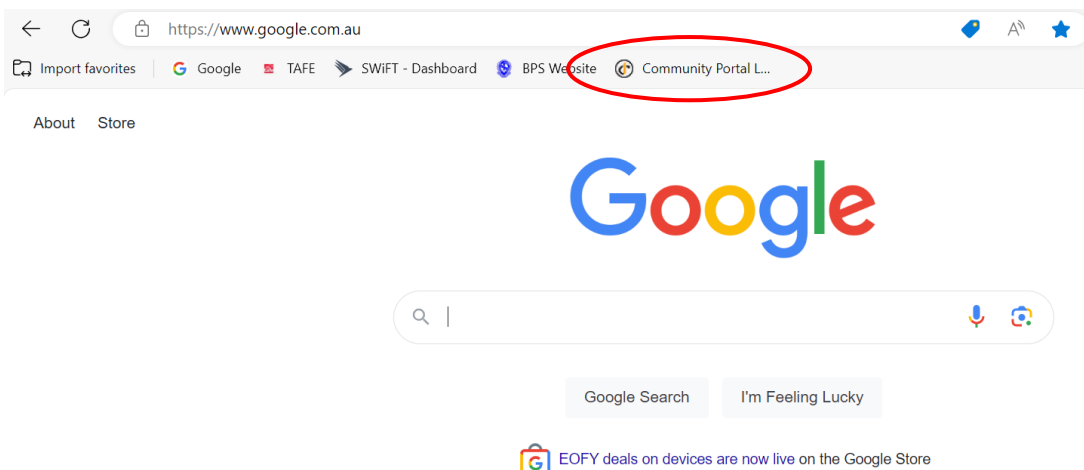 https://www.google.com.au
Import favorites Google TAFE SWiFT - Dashboard BPS Website Community Portal L...
About Store
Google
Google Search I'm Feeling Lucky
EOFY deals on devices are now live on the Google Store